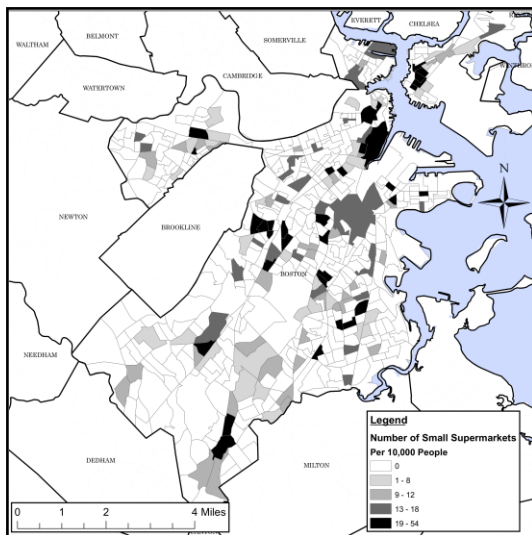 EVERETT
CHELSEA
BELMONT
SOMERVILLE
WALTHAM
CAMBRIDGE
WATERTOWN
N
NEWTON
BROOKLINE
BOSTON
NEEDHAM
DEDHAM
MILTON
Legend
Number of Small Supermarkets
Per 10,000 People
0
1 - 8
9 - 12
13 - 18
19 - 54
0 1 2 4 Miles